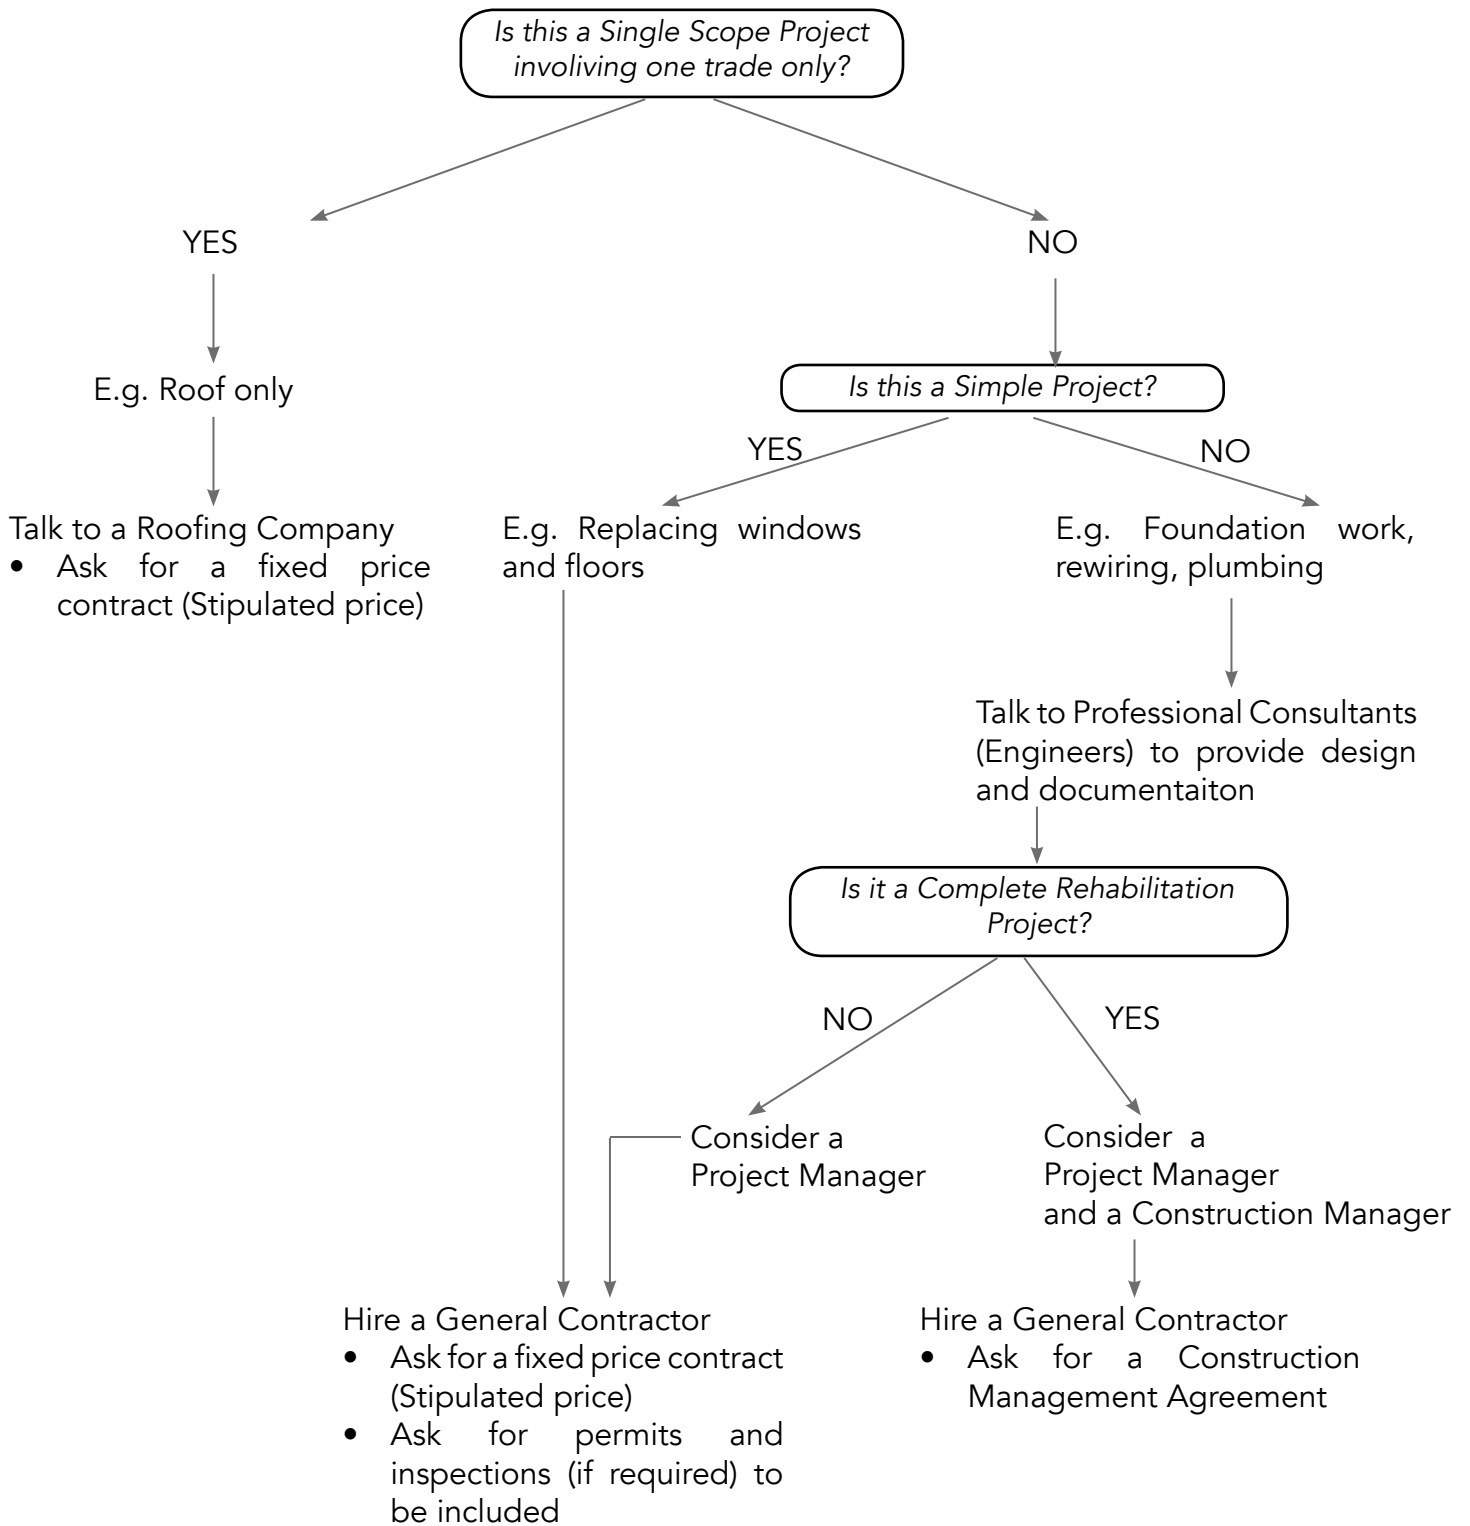 Is this a Single Scope Project
involiving one trade only?
YES
NO
E.g. Roof only
Is this a Simple Project?
YES
NO
Talk to a Roofing Company
• Ask for a fixed price
contract (Stipulated price)
E.g. Replacing windows
and floors
E.g. Foundation work,
rewiring, plumbing
Talk to Professional Consultants
(Engineers) to provide design
and documentaiton
Is it a Complete Rehabilitation
Project?
NO
YES
Consider a
Project Manager
Consider a
Project Manager
and a Construction Manager
Hire a General Contractor
• Ask for a fixed price contract
(Stipulated price)
• Ask for permits and
inspections (if required) to
be included
Hire a General Contractor
• Ask for a Construction
Management Agreement